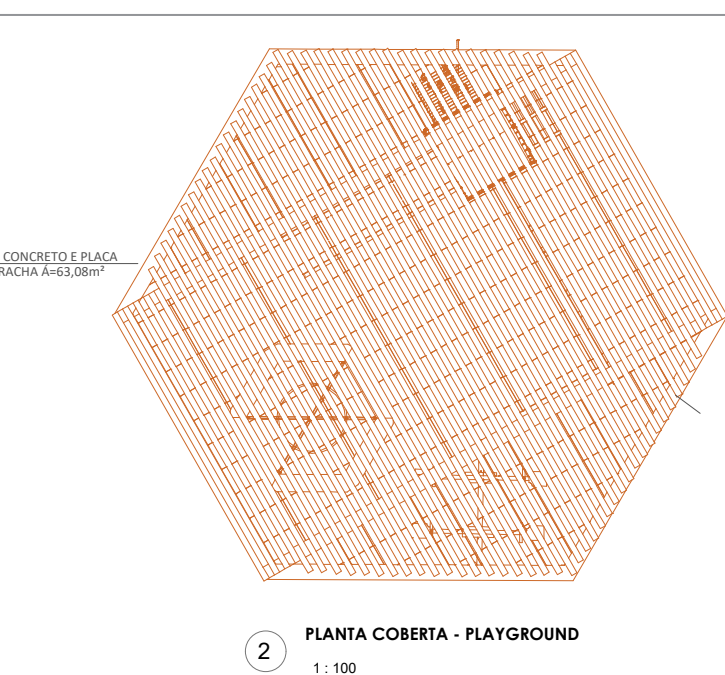 CONCRETO E PLACA
RACHA Á=63,08m²
2
PLANTA COBERTA - PLAYGROUND
1 : 100